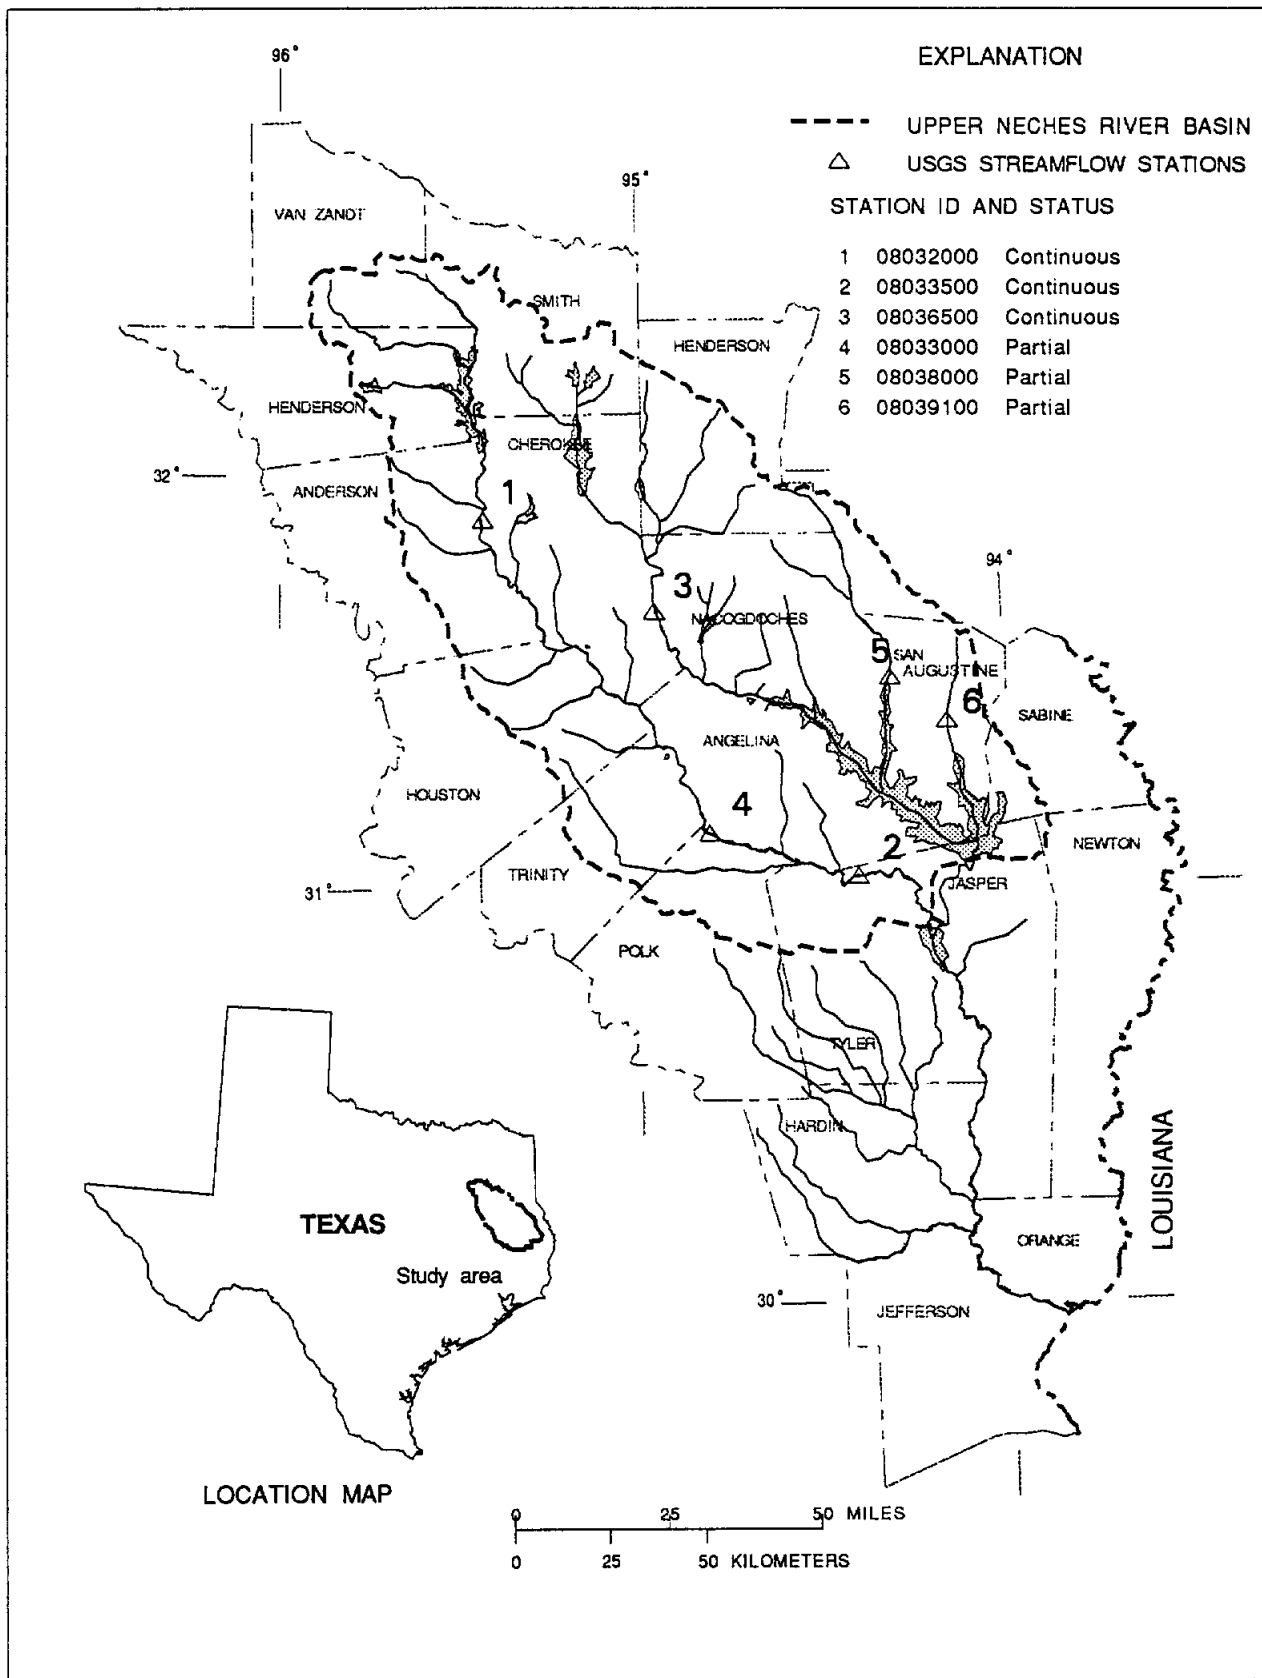 EXPLANATION
UPPER NECHES RIVER BASIN
USGS STREAMFLOW STATIONS
STATION ID AND STATUS
1 08032000 Continuous
2 08033500 Continuous
3 08036500 Continuous
4 08033000 Partial
5 08038000 Partial
6 08039100 Partial
96°
95°
VAN ZANDT
SMITH
HENDERSON
HENDERSON
CHEROKEE
32°
ANDERSON
1
94°
3
NACOGDOCHES
5
SAN
AUGUSTINE
6
SABINE
ANGELINA
HOUSTON
4
2
NEWTON
TRINITY
31°
JASPER
POLK
TYLER
HARDIN
LOUISIANA
TEXAS
ORANGE
Study area
30°
JEFFERSON
LOCATION MAP
0 25 50 MILES
0 25 50 KILOMETERS